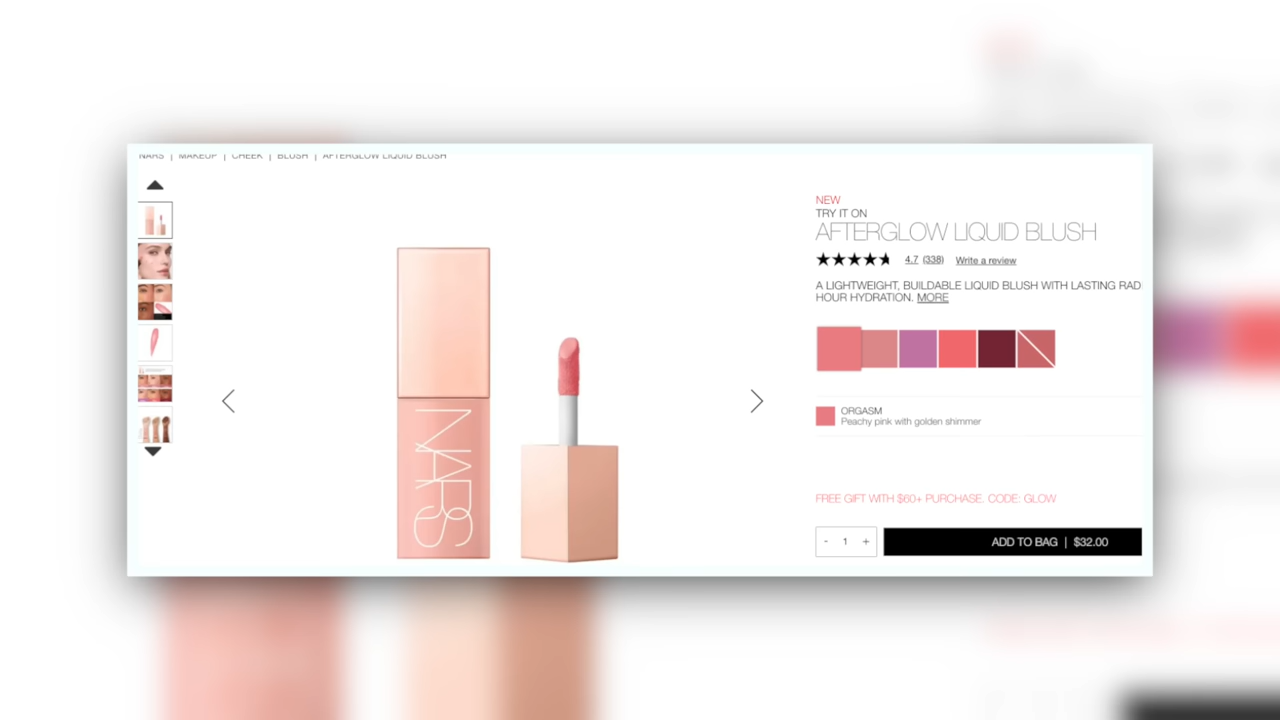 NARS | MAKEUP | CHEEK | BLUSH | AFTERGLOW LIQUID BLUSH
NARS
NEW
TRY IT ON
AFTERGLOW LIQUID BLUSH
4.7 (338) Write a review
A LIGHTWEIGHT, BUILDABLE LIQUID BLUSH WITH LASTING RAD
HOUR HYDRATION. MORE
ORGASM
Peachy pink with golden shimmer
FREE GIFT WITH $60+ PURCHASE. CODE: GLOW
- 1 +
ADD TO BAG | $32.00